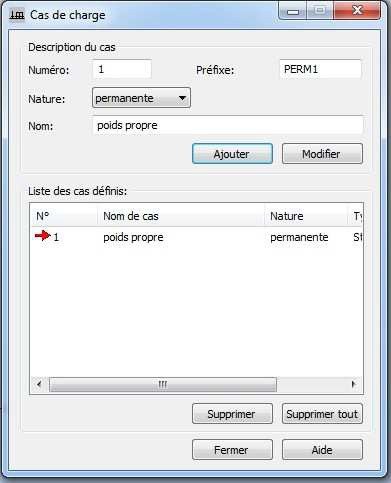 Cas de charge
Description du cas
Numéro: 1 Préfixe: PERM1
Nature: permanente
Nom: poids propre
Ajouter Modifier
Liste des cas définis:
N° Nom de cas Nature Ty
1 poids propre permanente St
Supprimer Supprimer tout
Fermer Aide